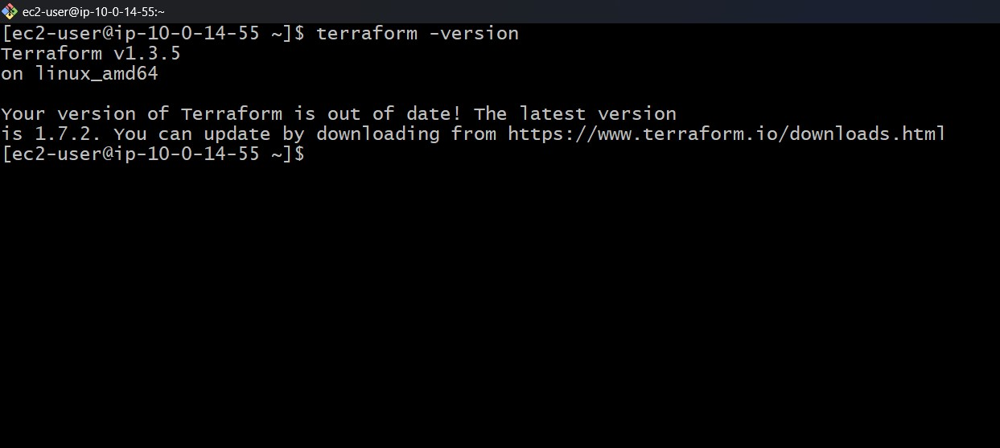 ec2-user@ip-10-0-14-55:~
[ec2-user@ip-10-0-14-55 ~]$ terraform -version
Terraform v1.3.5
on linux_amd64
Your version of Terraform is out of date! The latest version
is 1.7.2. You can update by downloading from https://www.terraform.io/downloads.html
[ec2-user@ip-10-0-14-55 ~]$